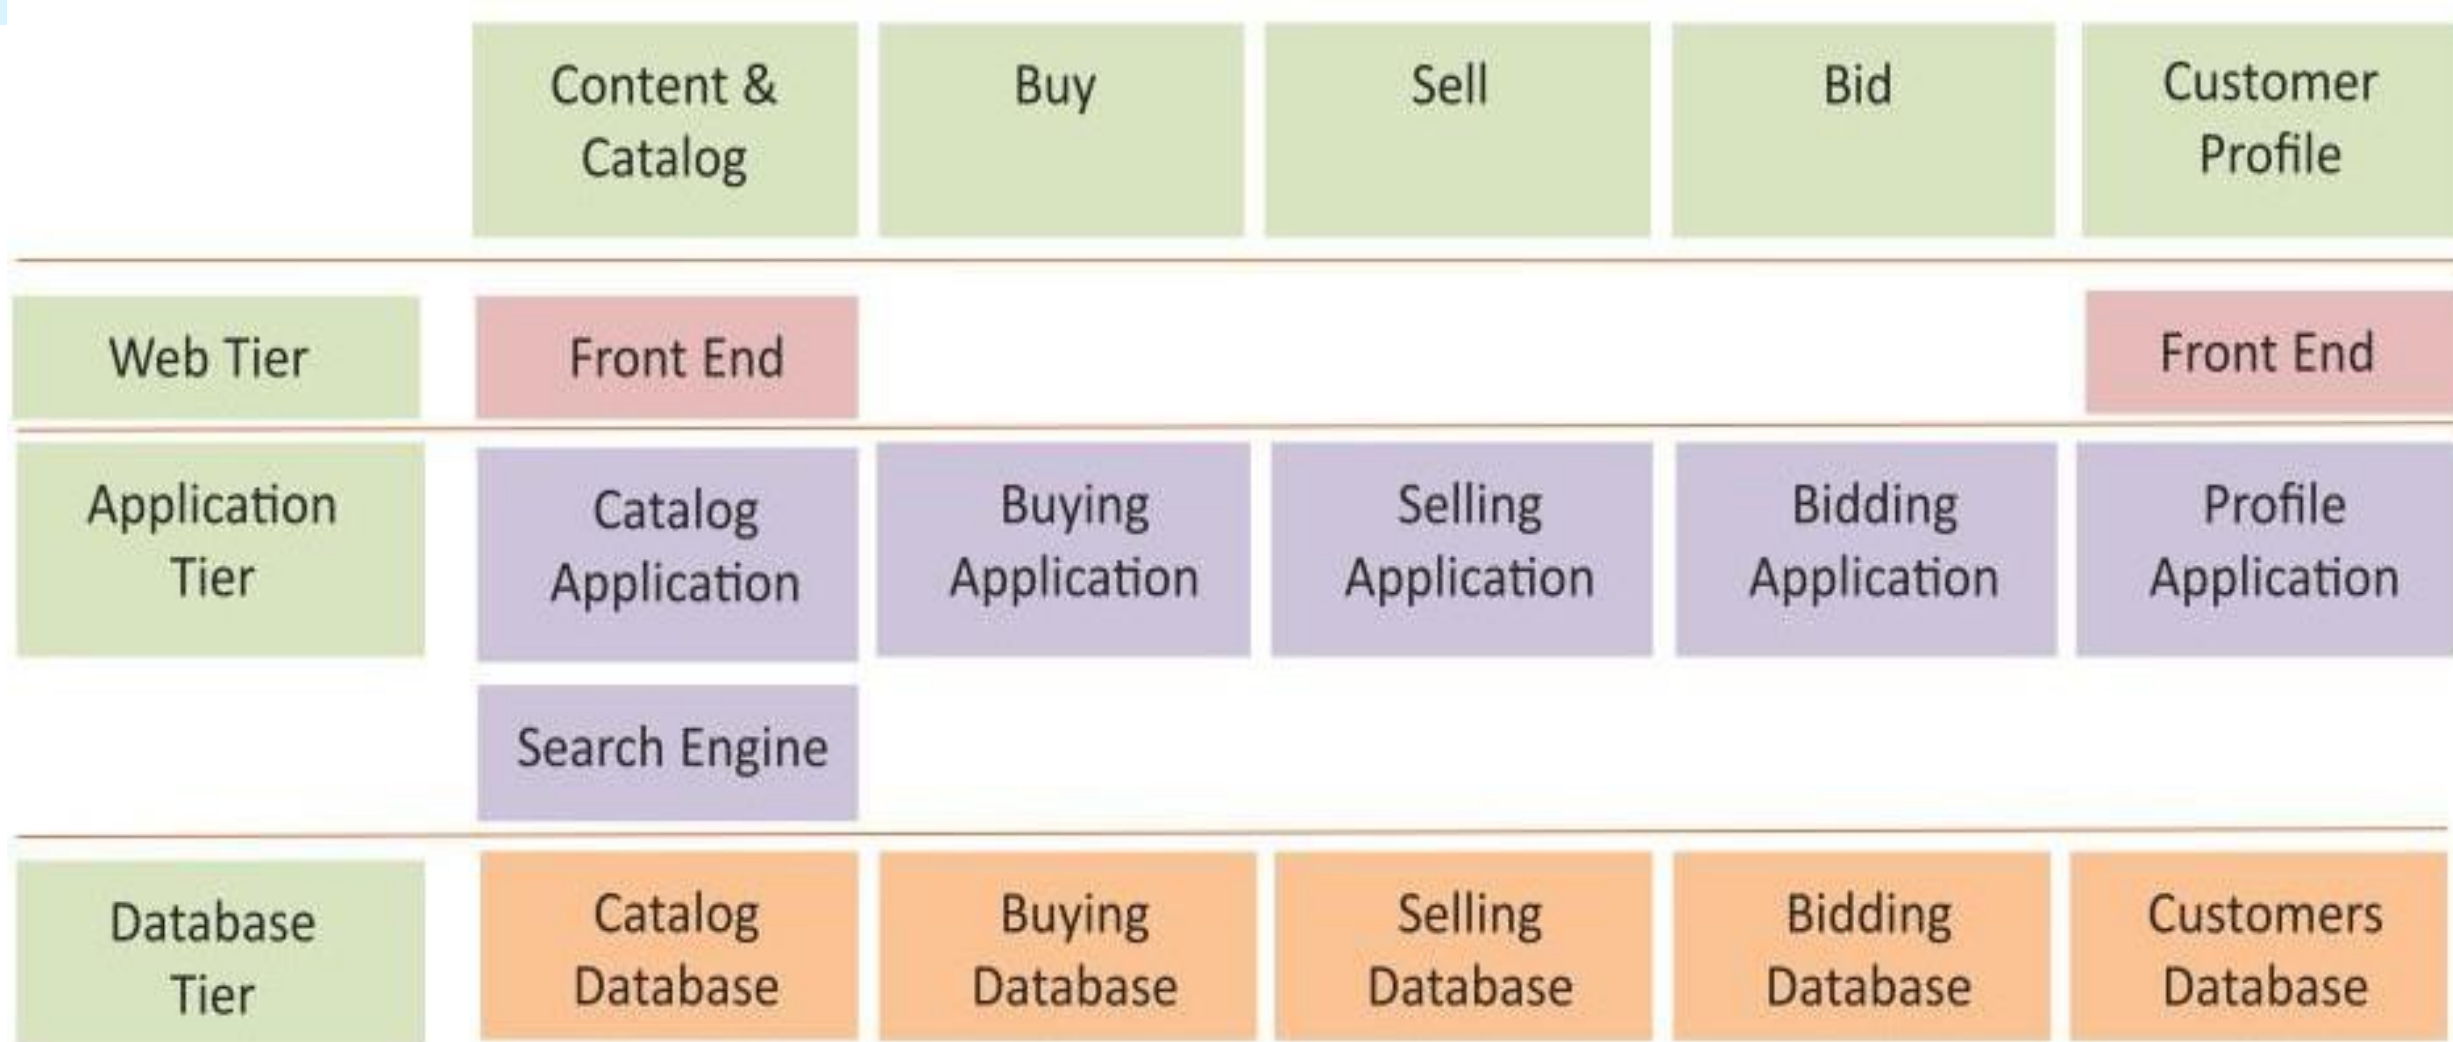 Content &
Catalog
Buy
Sell
Bid
Customer
Profile
Web Tier
Front End
Front End
Application
Tier
Catalog
Application
Buying
Application
Selling
Application
Bidding
Application
Profile
Application
Search Engine
Database
Tier
Catalog
Database
Buying
Database
Selling
Database
Bidding
Database
Customers
Database